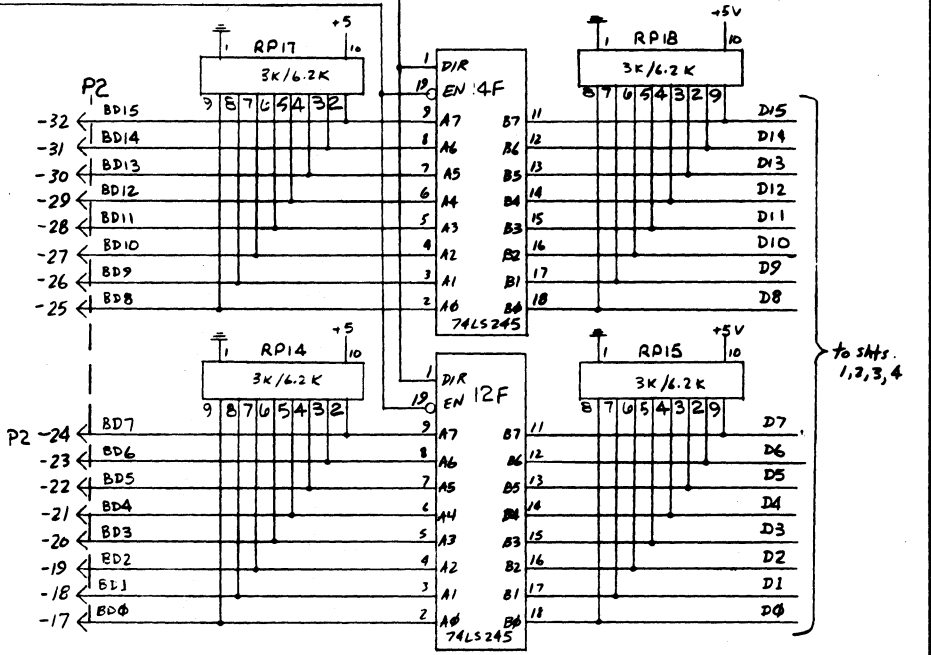 +5 +5V
1 RP17 10 1 RP18 10
3K/6.2K 3K/6.2K
P2 9 8 7 6 5 4 3 2 8 7 6 5 4 3 2 9
1 DIR
19 EN 14F
-32 BD15 9 A7 B7 11 D15
-31 BD14 8 A6 B6 12 D14
-30 BD13 7 A5 B5 13 D13
-29 BD12 6 A4 B4 14 D12
-28 BD11 5 A3 B3 15 D11
-27 BD10 4 A2 B2 16 D10
-26 BD9 3 A1 B1 17 D9
-25 BD8 2 AØ BØ 18 D8
74LS245
to shts.
1,2,3,4
+5 +5V
1 RP14 10 1 RP15 10
3K/6.2K 3K/6.2K
9 8 7 6 5 4 3 2 8 7 6 5 4 3 2 9
1 DIR
19 EN 12F
P2 -24 BD7 9 A7 B7 11 D7
-23 BD6 8 A6 B6 12 D6
-22 BD5 7 A5 B5 13 D5
-21 BD4 6 A4 B4 14 D4
-20 BD3 5 A3 B3 15 D3
-19 BD2 4 A2 B2 16 D2
-18 BD1 3 A1 B1 17 D1
-17 BDØ 2 AØ BØ 18 DØ
74LS245